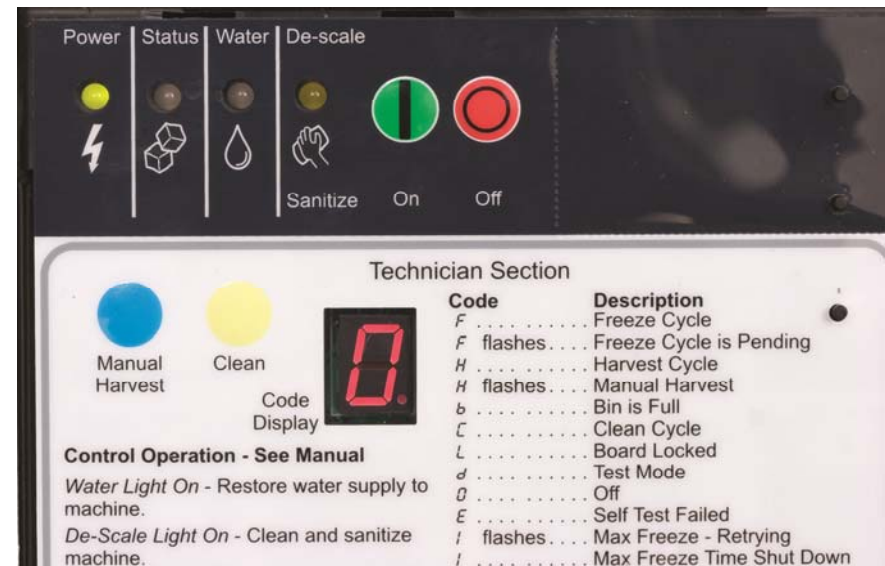 Power Status Water De-scale
Sanitize On Off
Technician Section
Manual
Harvest
Clean
Code
Display
0
Code Description
F . . . . . . . . . . Freeze Cycle
F flashes. . . . Freeze Cycle is Pending
H . . . . . . . . . . Harvest Cycle
H flashes. . . . Manual Harvest
b . . . . . . . . . . Bin is Full
C . . . . . . . . . . Clean Cycle
L . . . . . . . . . . Board Locked
d . . . . . . . . . . Test Mode
0 . . . . . . . . . . Off
E . . . . . . . . . . Self Test Failed
1 flashes. . . . Max Freeze - Retrying
1 . . . . . . . . . . Max Freeze Time Shut Down
Control Operation - See Manual
Water Light On - Restore water supply to
machine.
De-Scale Light On - Clean and sanitize
machine.